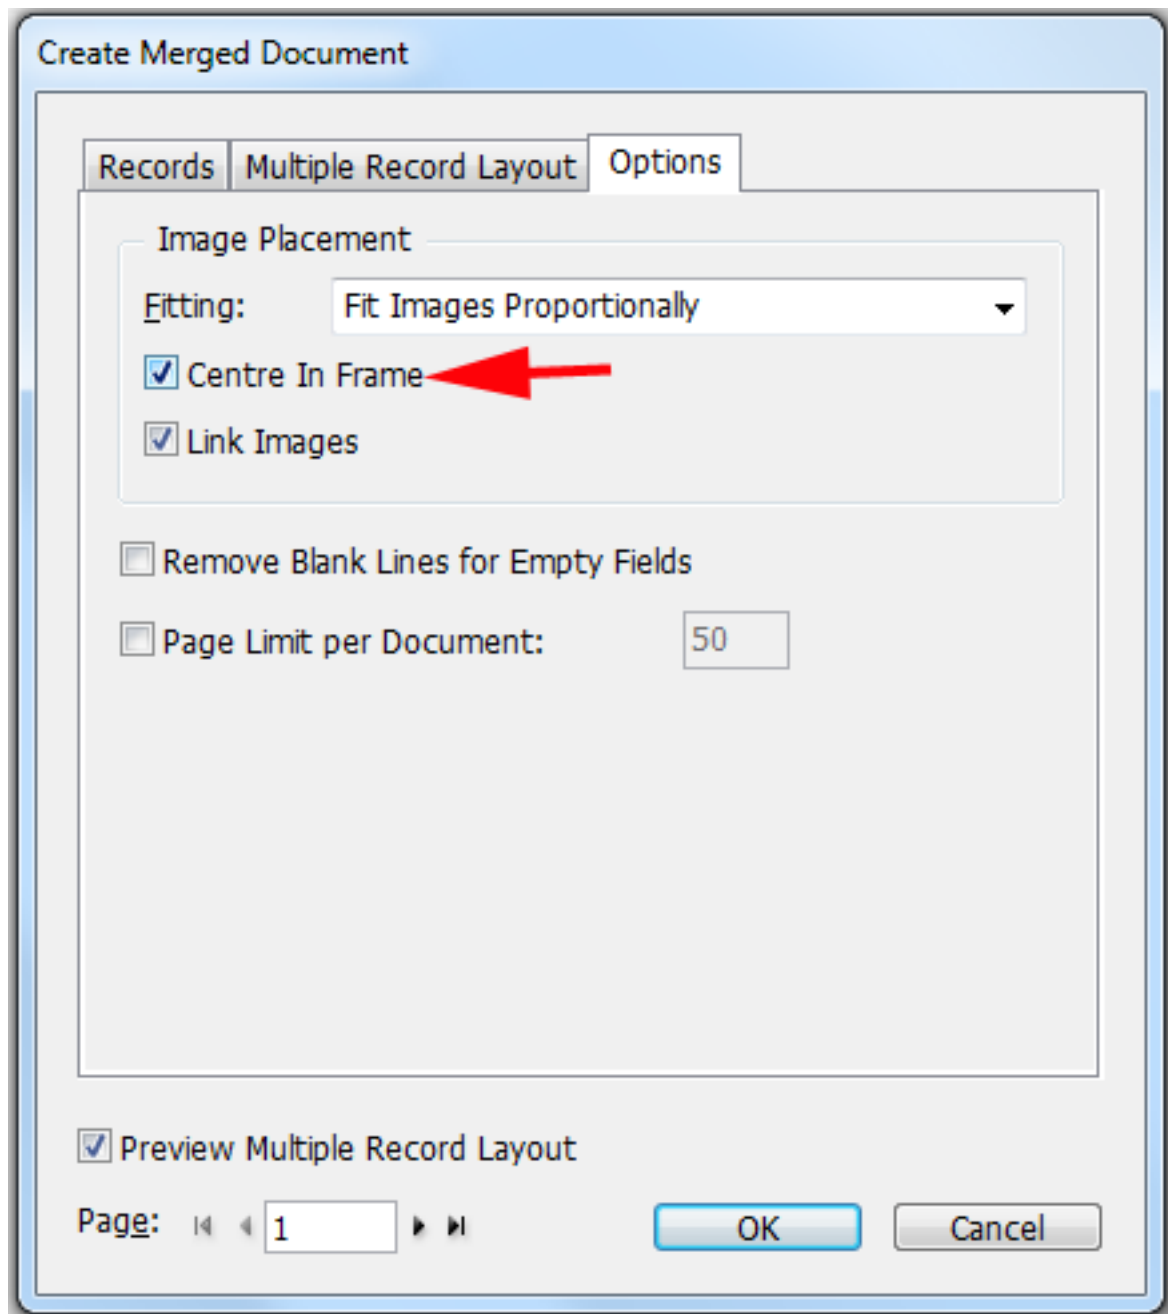 Create Merged Document
Records Multiple Record Layout Options
Image Placement
Fitting: Fit Images Proportionally
Centre In Frame
Link Images
Remove Blank Lines for Empty Fields
Page Limit per Document: 50
Preview Multiple Record Layout
Page: 1 OK Cancel